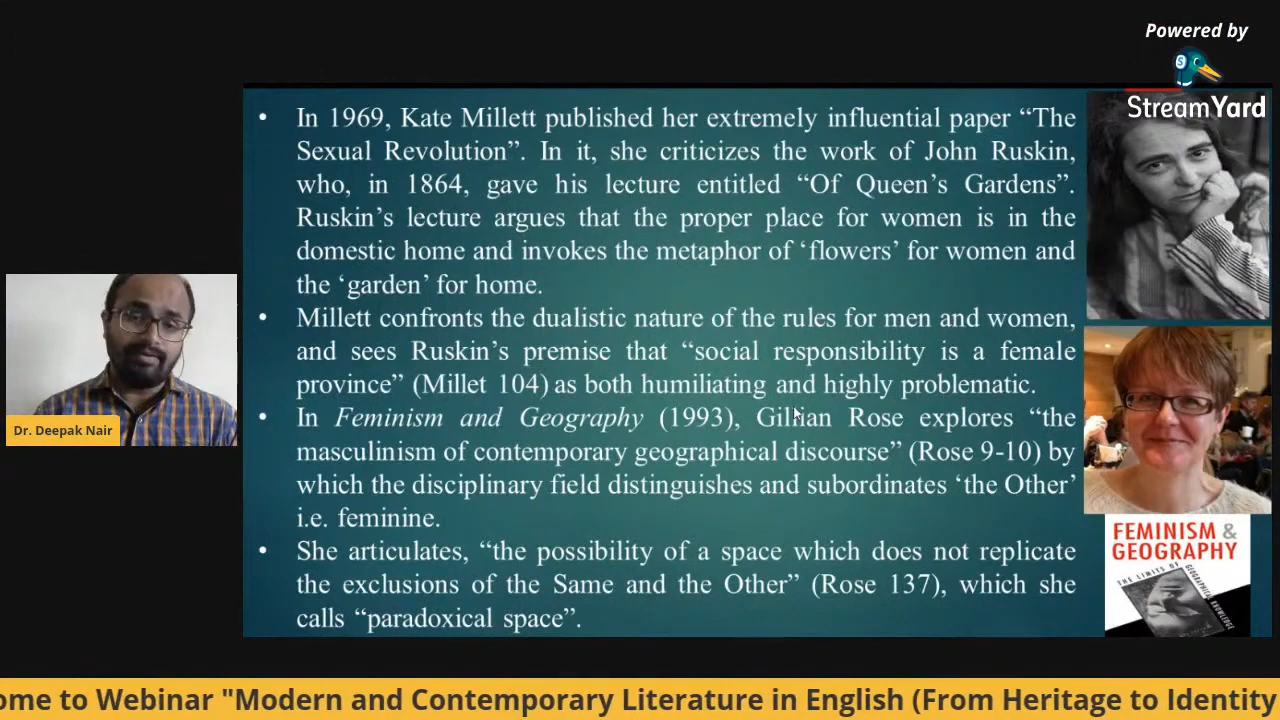 Powered by
StreamYard
• In 1969, Kate Millett published her extremely influential paper “The
Sexual Revolution”. In it, she criticizes the work of John Ruskin,
who, in 1864, gave his lecture entitled “Of Queen’s Gardens”.
Ruskin’s lecture argues that the proper place for women is in the
domestic home and invokes the metaphor of ‘flowers’ for women and
the ‘garden’ for home.
• Millett confronts the dualistic nature of the rules for men and women,
and sees Ruskin’s premise that “social responsibility is a female
province” (Millet 104) as both humiliating and highly problematic.
• In Feminism and Geography (1993), Gillian Rose explores “the
masculinism of contemporary geographical discourse” (Rose 9-10) by
which the disciplinary field distinguishes and subordinates ‘the Other’
i.e. feminine.
• She articulates, “the possibility of a space which does not replicate
the exclusions of the Same and the Other” (Rose 137), which she
calls “paradoxical space”.
Dr. Deepak Nair
FEMINISM &
GEOGRAPHY
THE LIMITS OF GEOGRAPHICAL KNOWLEDGE
ome to Webinar "Modern and Contemporary Literature in English (From Heritage to Identity